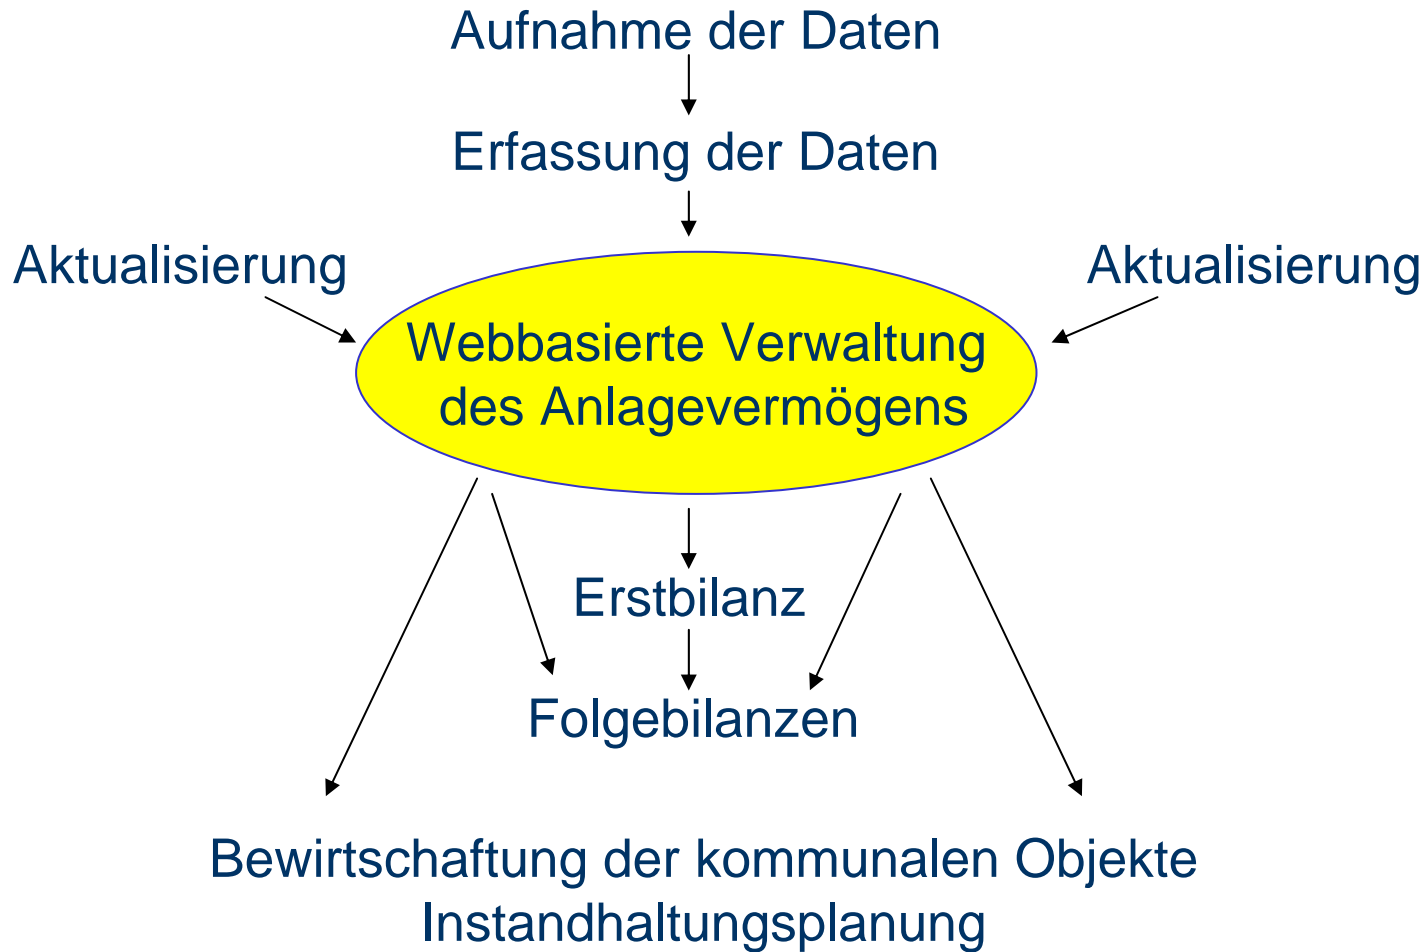 Aufnahme der Daten
Erfassung der Daten
Aktualisierung
Aktualisierung
Webbasierte Verwaltung
des Anlagevermögens
Erstbilanz
Folgebilanzen
Bewirtschaftung der kommunalen Objekte
Instandhaltungsplanung